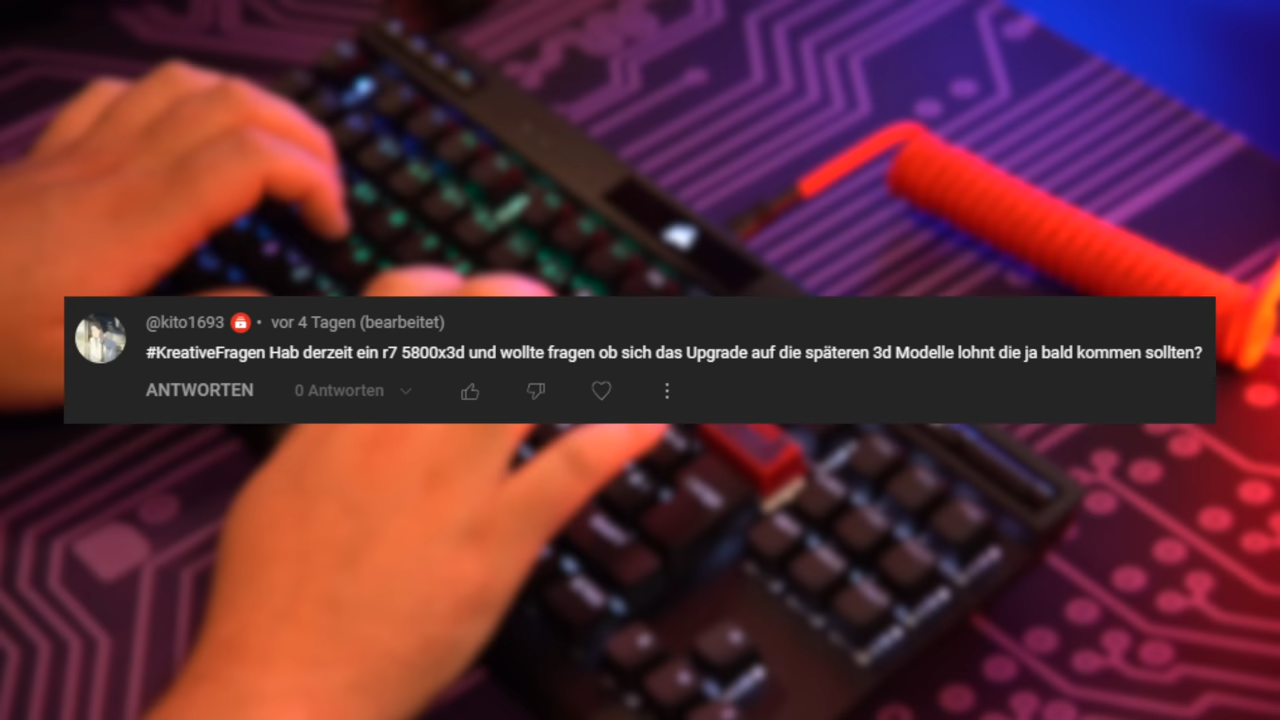 @kito1693 • vor 4 Tagen (bearbeitet)
#KreativeFragen Hab derzeit ein r7 5800x3d und wollte fragen ob sich das Upgrade auf die späteren 3d Modelle lohnt die ja bald kommen sollten?
ANTWORTEN 0 Antworten